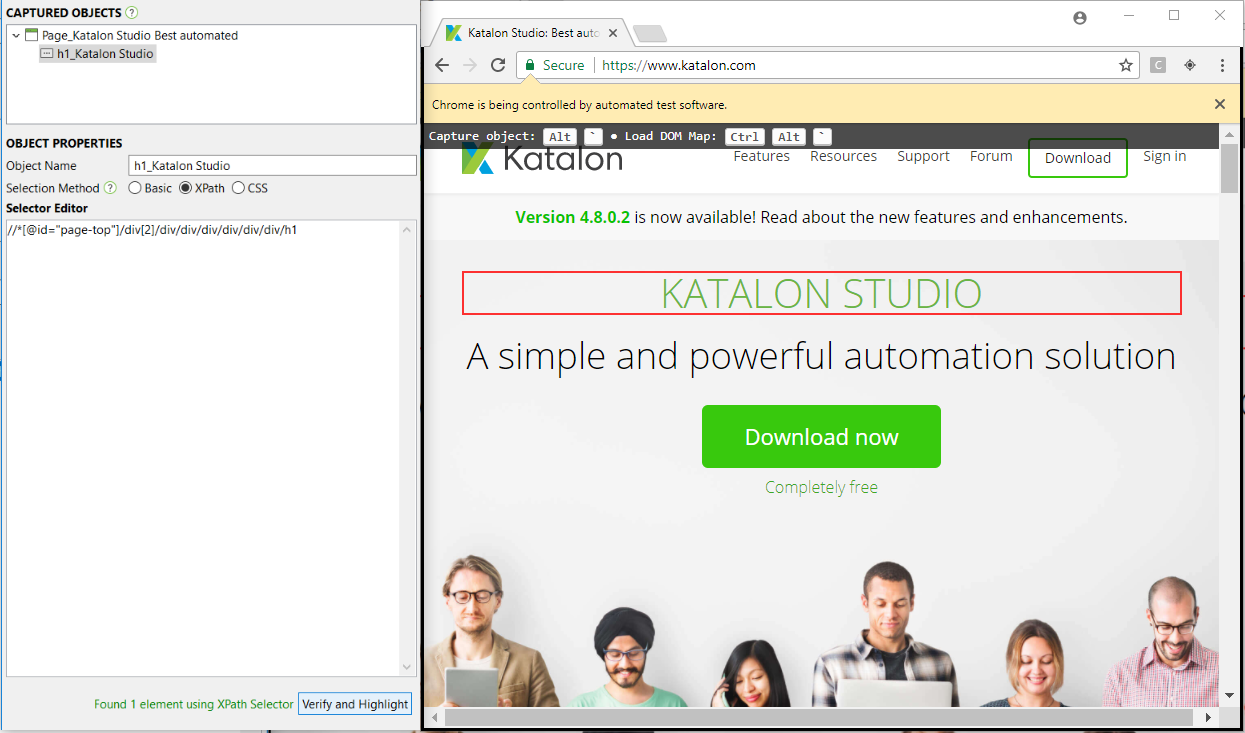 CAPTURED OBJECTS ?
Page_Katalon Studio Best automated
h1_Katalon Studio
OBJECT PROPERTIES
Object Name h1_Katalon Studio
Selection Method ? Basic XPath CSS
Selector Editor
//*[@id="page-top"]/div[2]/div/div/div/div/div/div/h1
Found 1 element using XPath Selector Verify and Highlight
Katalon Studio: Best auto
Secure https://www.katalon.com
C
Chrome is being controlled by automated test software.
Capture object: Alt ` ● Load DOM Map: Ctrl Alt `
Katalon Features Resources Support Forum Download Sign in
Version 4.8.0.2 is now available! Read about the new features and enhancements.
KATALON STUDIO
A simple and powerful automation solution
Download now
Completely free